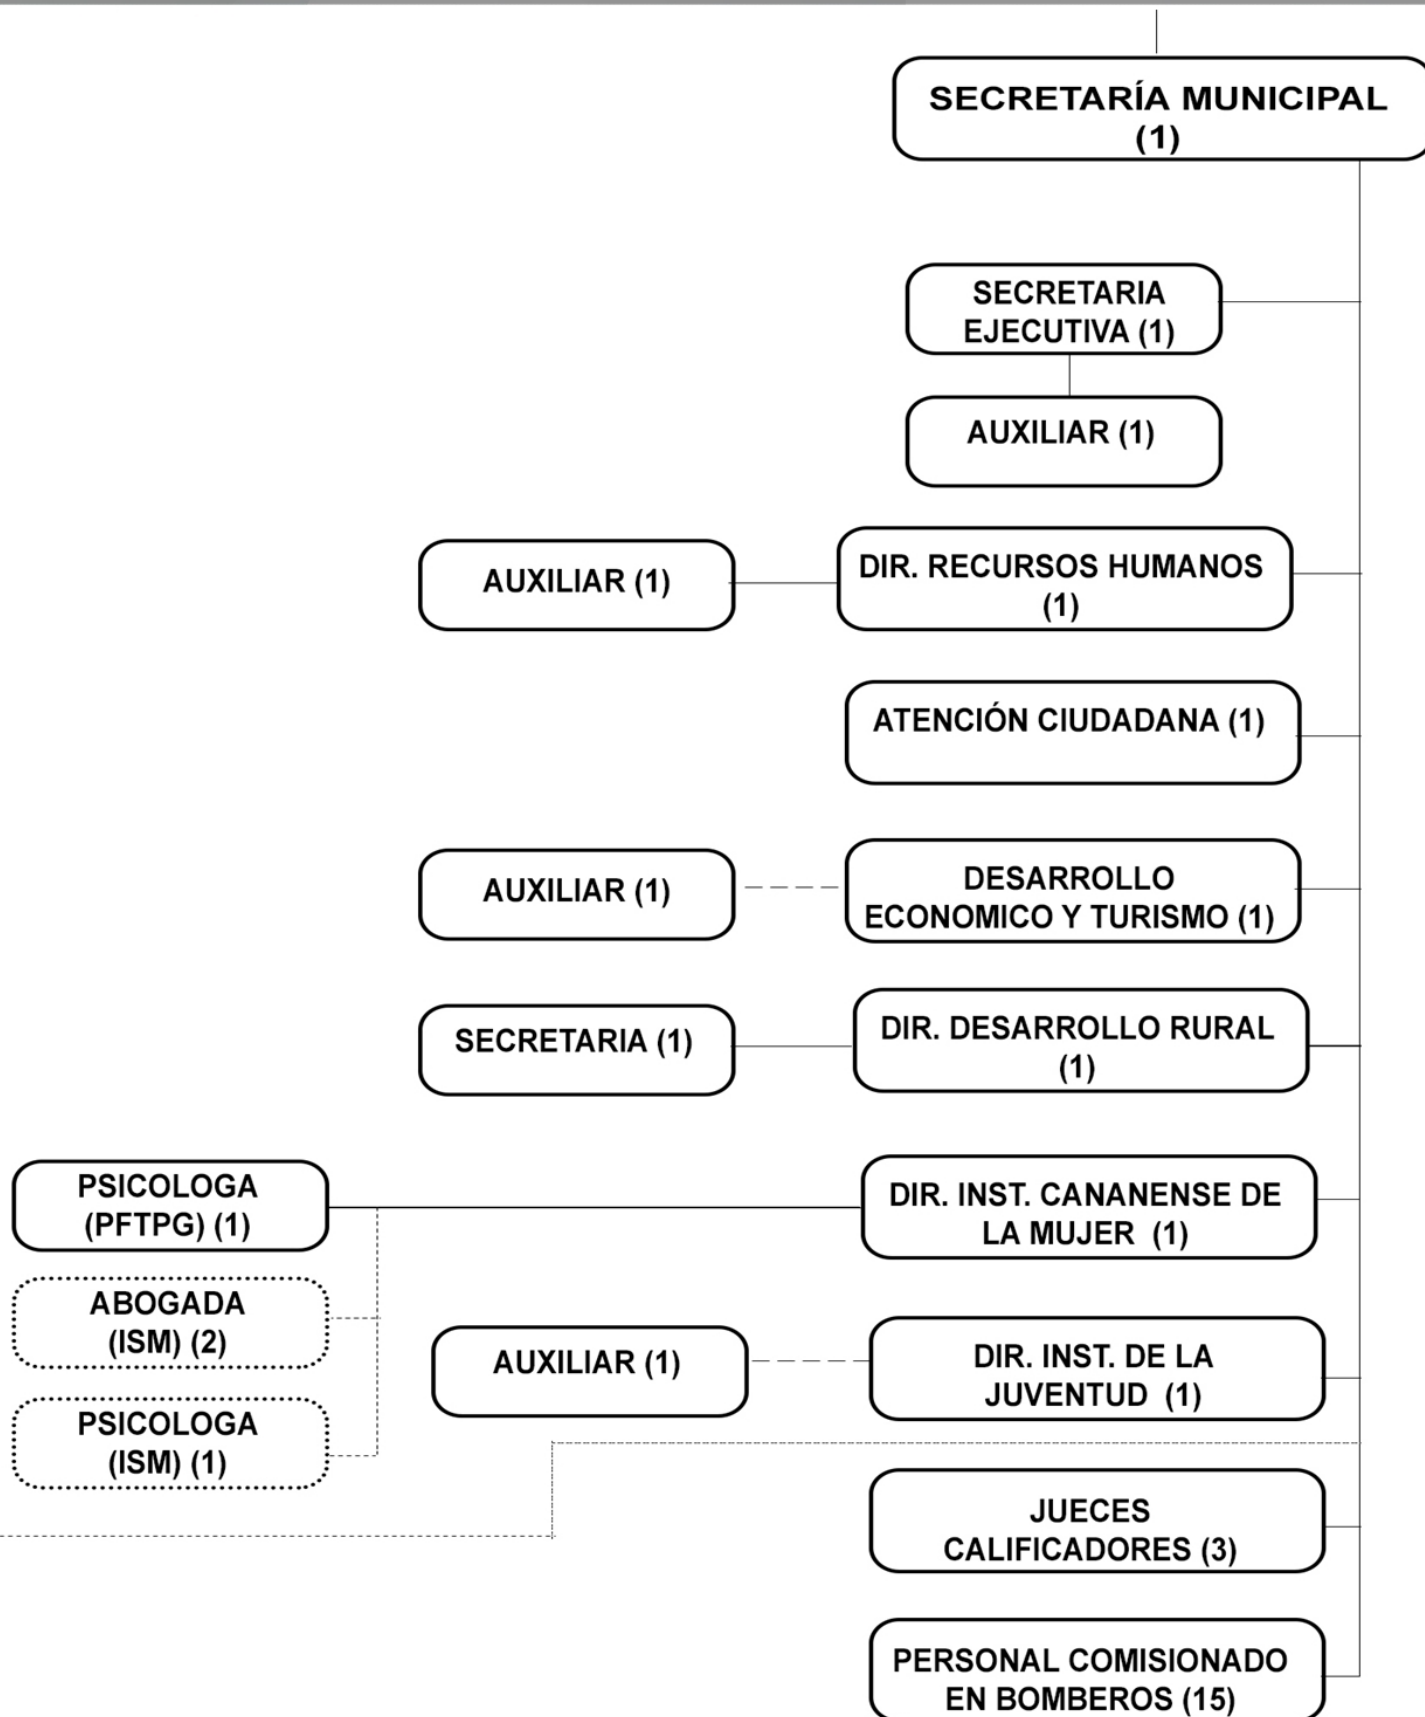 SECRETARÍA MUNICIPAL
(1)
SECRETARIA
EJECUTIVA (1)
AUXILIAR (1)
AUXILIAR (1)
DIR. RECURSOS HUMANOS
(1)
ATENCIÓN CIUDADANA (1)
AUXILIAR (1)
DESARROLLO
ECONOMICO Y TURISMO (1)
SECRETARIA (1)
DIR. DESARROLLO RURAL
(1)
PSICOLOGA
(PFTPG) (1)
DIR. INST. CANANENSE DE
LA MUJER (1)
ABOGADA
(ISM) (2)
AUXILIAR (1)
DIR. INST. DE LA
JUVENTUD (1)
PSICOLOGA
(ISM) (1)
JUECES
CALIFICADORES (3)
PERSONAL COMISIONADO
EN BOMBEROS (15)